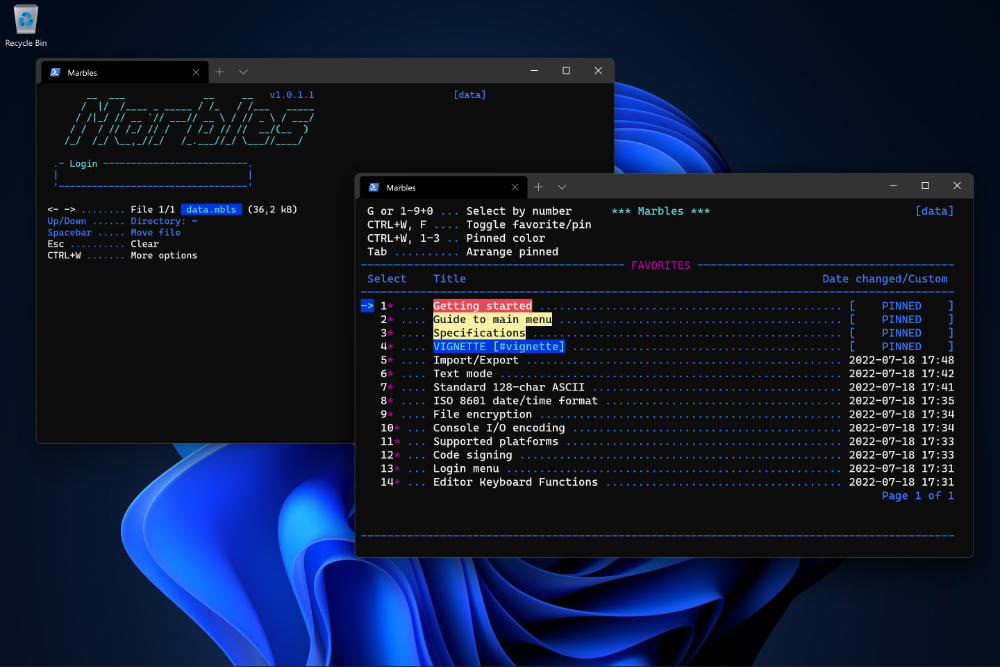 Recycle Bin
Marbles
Marbles v1.0.1.1 [data]
Login
<- -> ........ File 1/1 data.mbls (36,2 kB)
Up/Down ...... Directory: ~
Spacebar ..... Move file
Esc .......... Clear
CTRL+W ....... More options
Marbles
G or 1-9+0 ... Select by number *** Marbles *** [data]
CTRL+W, F .... Toggle favorite/pin
CTRL+W, 1-3 .. Pinned color
Tab .......... Arrange pinned
FAVORITES
Select Title Date changed/Custom
-> 1* .... Getting started [ PINNED ]
2* .... Guide to main menu [ PINNED ]
3* .... Specifications [ PINNED ]
4* .... VIGNETTE [#vignette] [ PINNED ]
5* .... Import/Export 2022-07-18 17:48
6* .... Text mode 2022-07-18 17:42
7* .... Standard 128-char ASCII 2022-07-18 17:41
8* .... ISO 8601 date/time format 2022-07-18 17:35
9* .... File encryption 2022-07-18 17:34
10* ... Console I/O encoding 2022-07-18 17:34
11* ... Supported platforms 2022-07-18 17:33
12* ... Code signing 2022-07-18 17:33
13* ... Login menu 2022-07-18 17:31
14* ... Editor Keyboard Functions 2022-07-18 17:31
Page 1 of 1